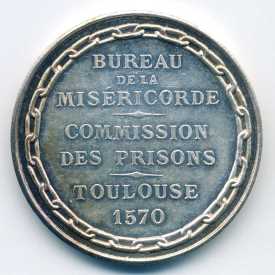 BUREAU
DE LA
MISÉRICORDE
COMMISSION
DES PRISONS
TOULOUSE
1570